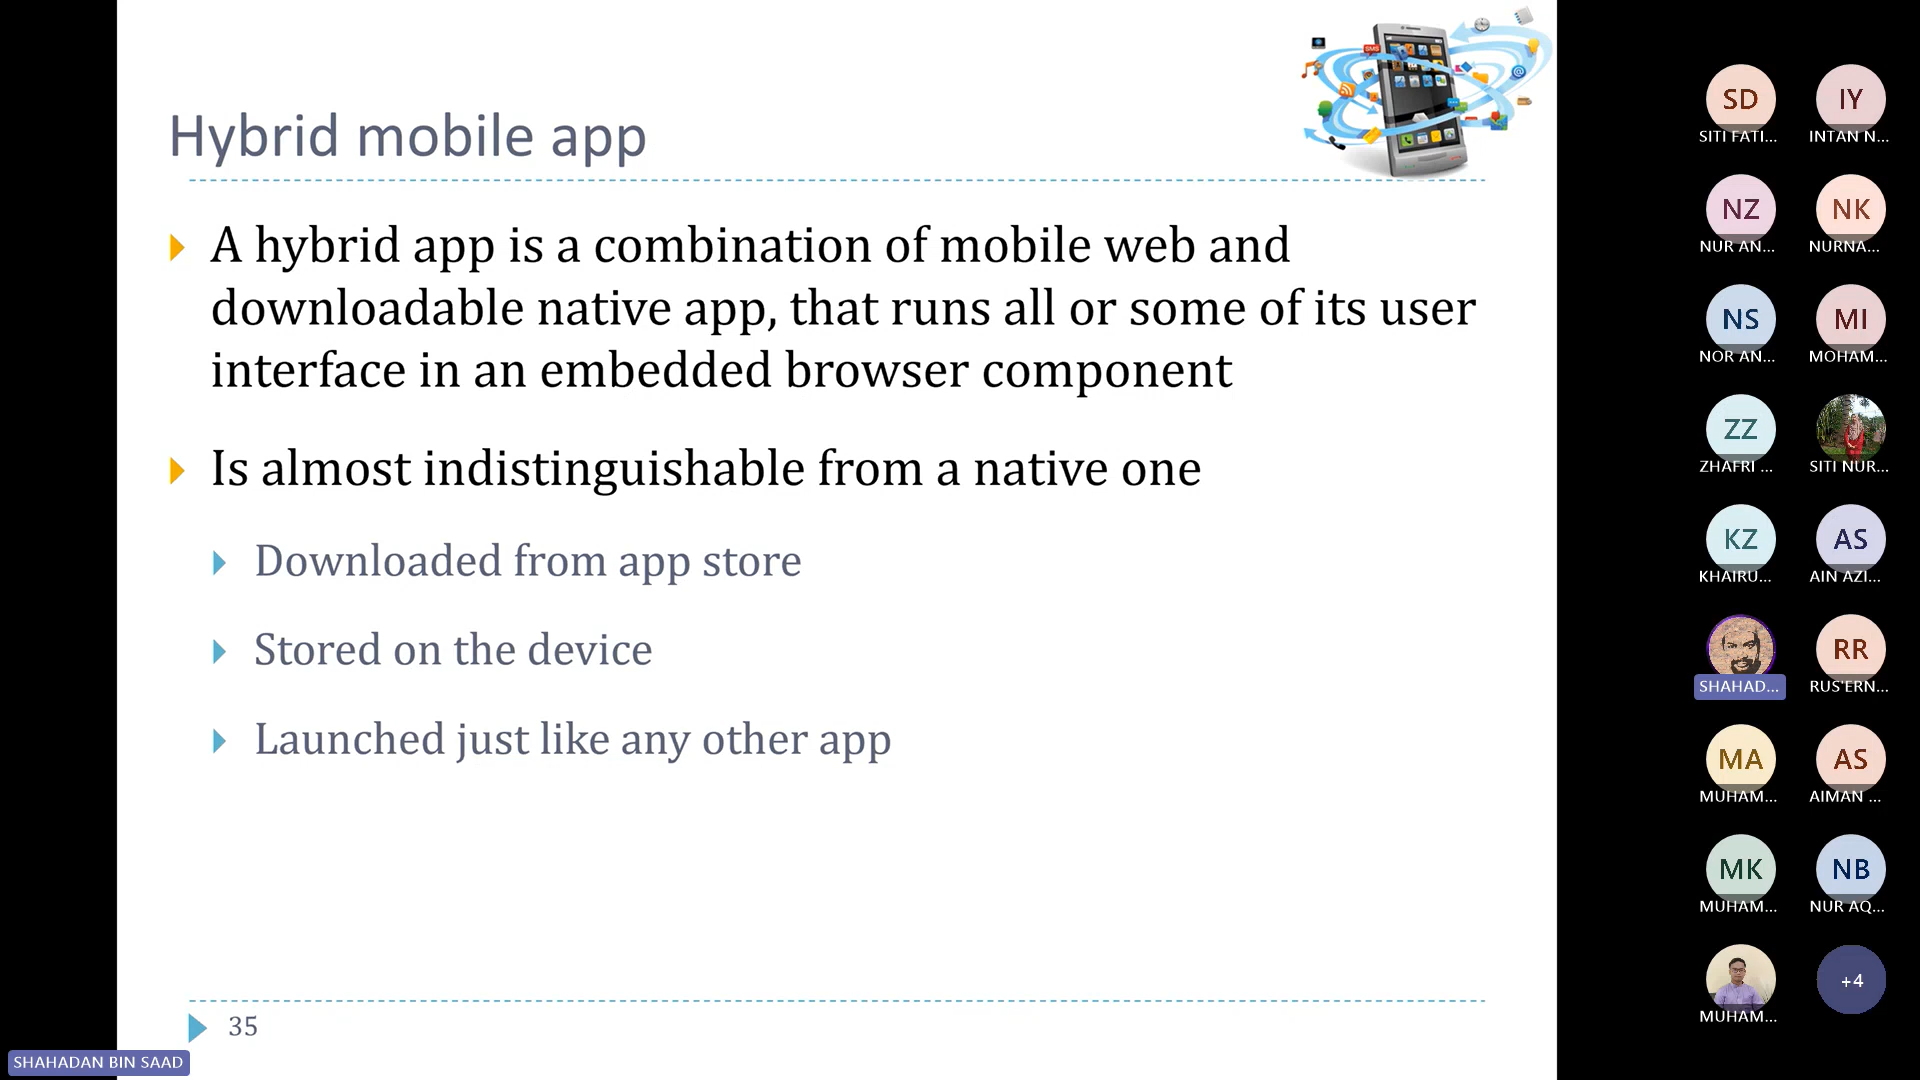 Hybrid mobile app
A hybrid app is a combination of mobile web and
downloadable native app, that runs all or some of its user
interface in an embedded browser component
Is almost indistinguishable from a native one
Downloaded from app store
Stored on the device
Launched just like any other app
35
SHAHADAN BIN SAAD
SD
SITI FATI...
IY
INTAN N...
NZ
NUR AN...
NK
NURNA...
NS
NOR AN...
MI
MOHAM...
ZZ
ZHAFRI ...
SITI NUR...
KZ
KHAIRU...
AS
AIN AZI...
SHAHAD...
RR
RUS'ERN...
MA
MUHAM...
AS
AIMAN ...
MK
MUHAM...
NB
NUR AQ...
MUHAM...
+4
SMS